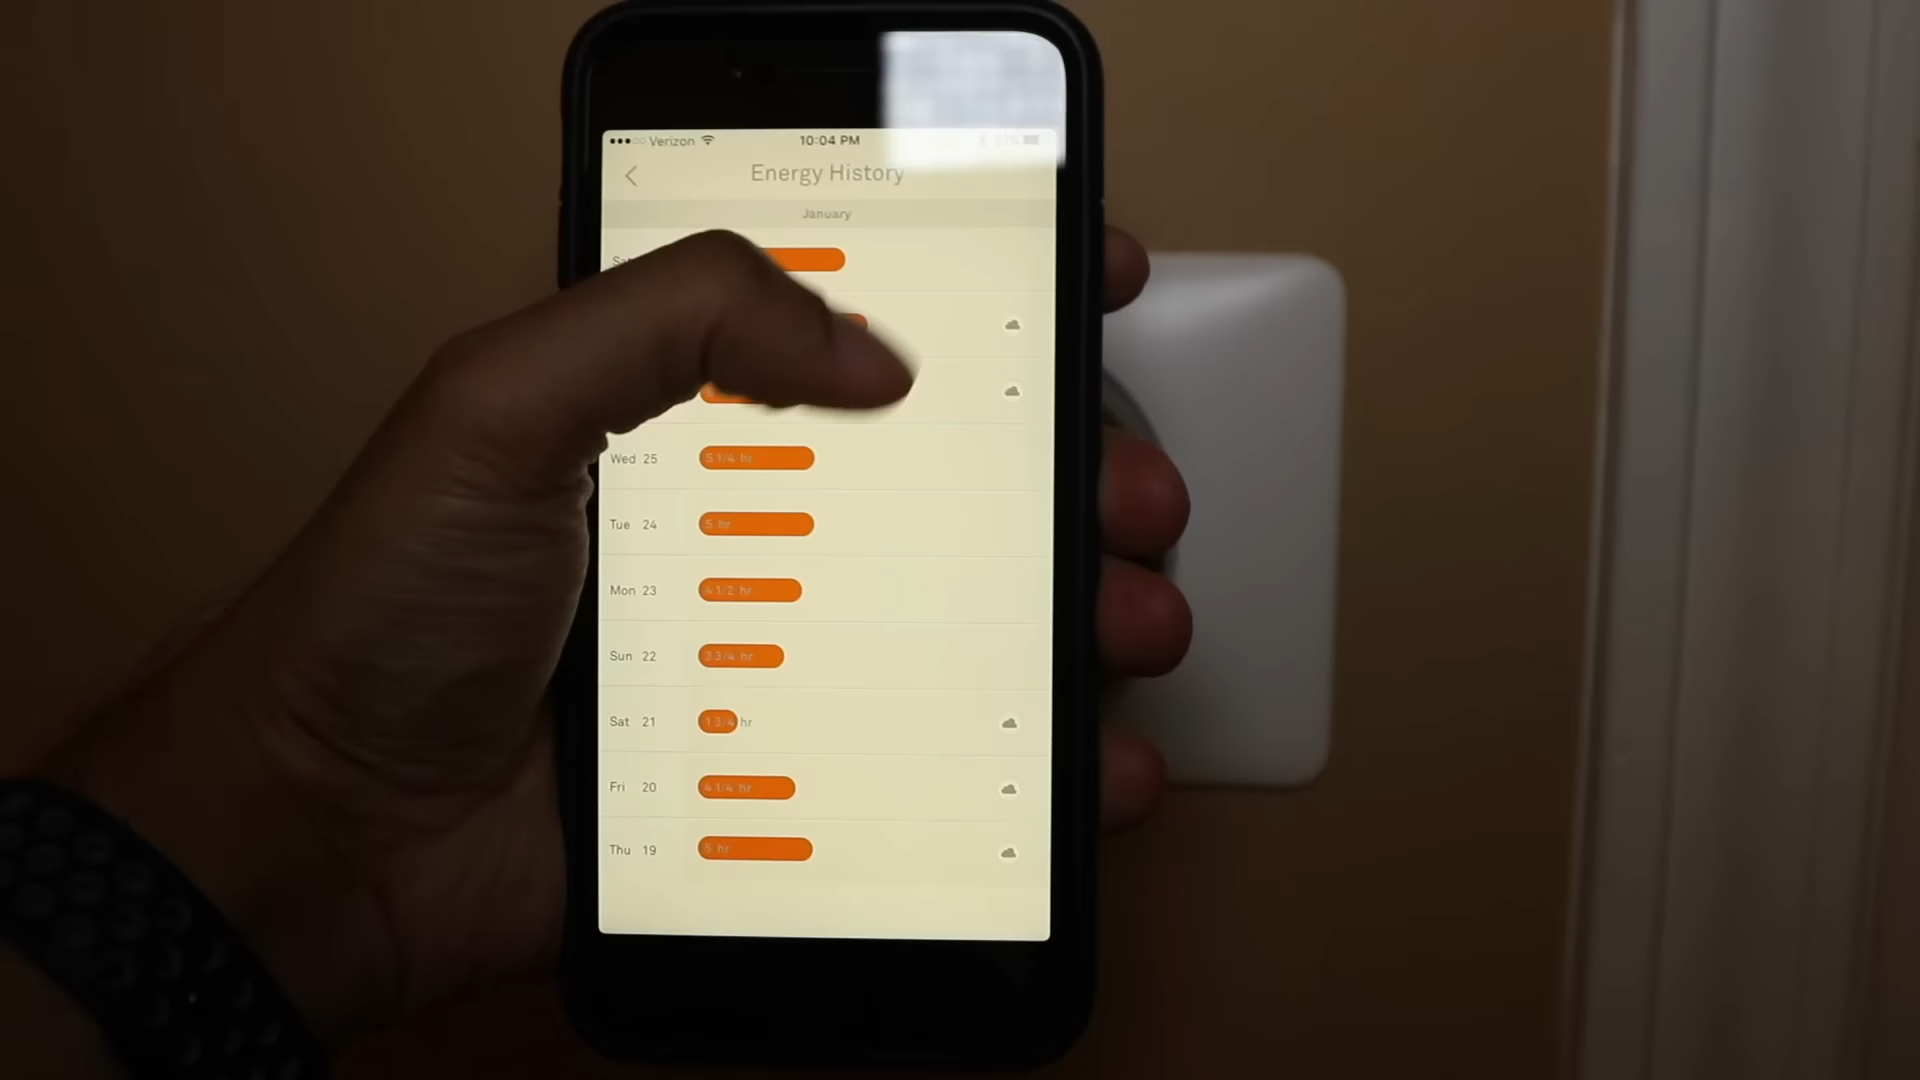 Verizon 10:04 PM
Energy History
January
Wed 25 5 1/4 hr
Tue 24 5 hr
Mon 23 4 1/2 hr
Sun 22 3 3/4 hr
Sat 21 1 3/4 hr
Fri 20 4 1/4 hr
Thu 19 5 hr